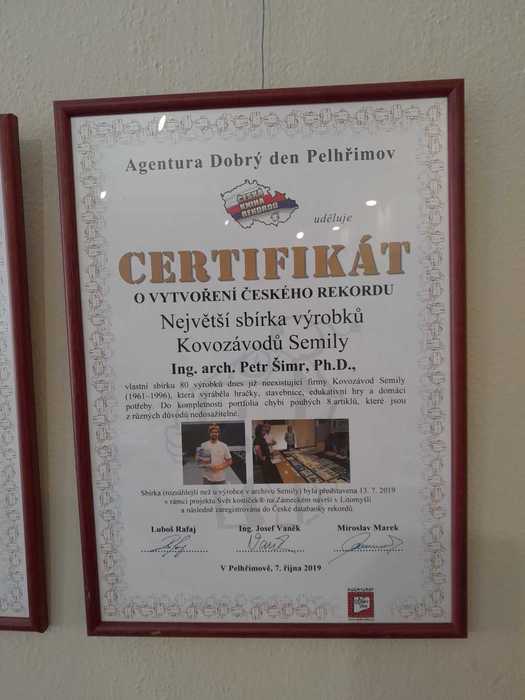 Agentura Dobrý den Pelhřimov
ČESKÁ
KNIHA
REKORDŮ
uděluje
CERTIFIKÁT
O VYTVOŘENÍ ČESKÉHO REKORDU
Největší sbírka výrobků
Kovozávodů Semily
Ing. arch. Petr Šimr, Ph.D.,
vlastní sbírku 80 výrobků dnes již neexistující firmy Kovozávod Semily
(1961–1996), která vyráběla hračky, stavebnice, edukativní hry a domácí
potřeby. Do kompletnosti portfolia chybí pouhých 8 artiklů, které jsou
z různých důvodů nedosažitelné.
Sbírka (rozsáhlejší než u výrobce v archivu Semily) byla představena 13. 7. 2019
v rámci projektu Svět kostiček® na Zámeckém návrší v Litomyšli
a následně zaregistrována do České databanky rekordů.
Luboš Rafaj Ing. Josef Vaněk Miroslav Marek
V Pelhřimově, 7. října 2019